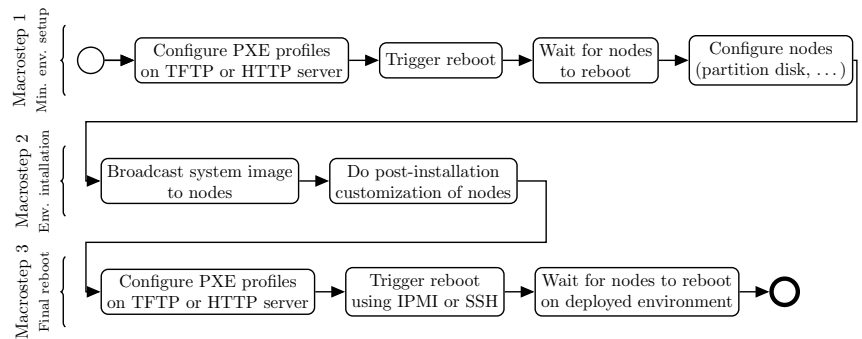 Macrostep 1
Min. env. setup
Configure PXE profiles
on TFTP or HTTP server
Trigger reboot
Wait for nodes
to reboot
Configure nodes
(partition disk, ...)
Macrostep 2
Env. intallation
Broadcast system image
to nodes
Do post-installation
customization of nodes
Macrostep 3
Final reboot
Configure PXE profiles
on TFTP or HTTP server
Trigger reboot
using IPMI or SSH
Wait for nodes to reboot
on deployed environment